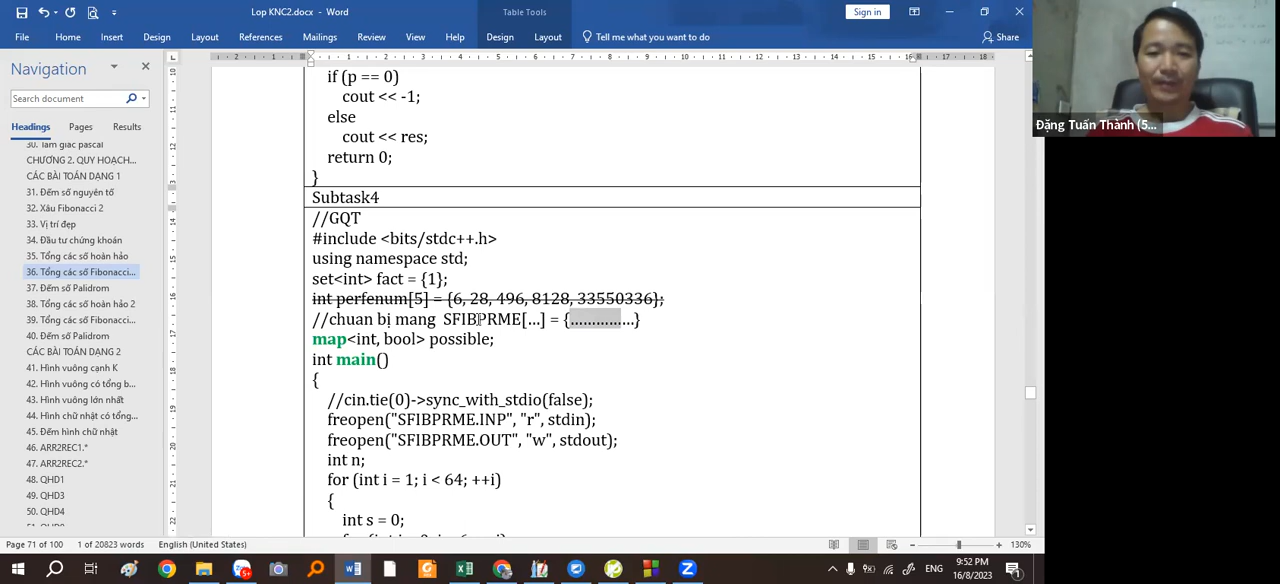 Lop KNC2.docx - Word
Table Tools
Sign in
File Home Insert Design Layout References Mailings Review View Help Design Layout Tell me what you want to do Share
Navigation
Search document
Headings Pages Results
30. Tam giác pascal
CHƯƠNG 2. QUY HOẠCH...
CÁC BÀI TOÁN DẠNG 1
31. Đếm số nguyên tố
32. Xâu Fibonacci 2
33. Vị trí đẹp
34. Đầu tư chứng khoán
35. Tổng các số hoàn hảo
36. Tổng các số Fibonacci...
37. Đếm số Palidrom
38. Tổng các số hoàn hảo 2
39. Tổng các số Fibonacci...
40. Đếm số Palidrom
CÁC BÀI TOÁN DẠNG 2
41. Hình vuông cạnh K
42. Hình vuông có tổng b...
43. Hình vuông lớn nhất
44. Hình chữ nhật có tổng...
45. Đếm hình chữ nhật
46. ARR2REC1.*
47. ARR2REC2.*
48. QHD1
49. QHD3
50. QHD4
if (p == 0)
cout << -1;
else
cout << res;
return 0;
}
Subtask4
//GQT
#include <bits/stdc++.h>
using namespace std;
set<int> fact = {1};
int perfenum[5] = {6, 28, 496, 8128, 33550336};
//chuan bị mang SFIBPRME[...] = {.................}
map<int, bool> possible;
int main()
{
//cin.tie(0)->sync_with_stdio(false);
freopen("SFIBPRME.INP", "r", stdin);
freopen("SFIBPRME.OUT", "w", stdout);
int n;
for (int i = 1; i < 64; ++i)
{
int s = 0;
Đặng Tuấn Thành (5...
Page 71 of 100 1 of 20823 words English (United States) 130%
ENG
9:52 PM
16/8/2023